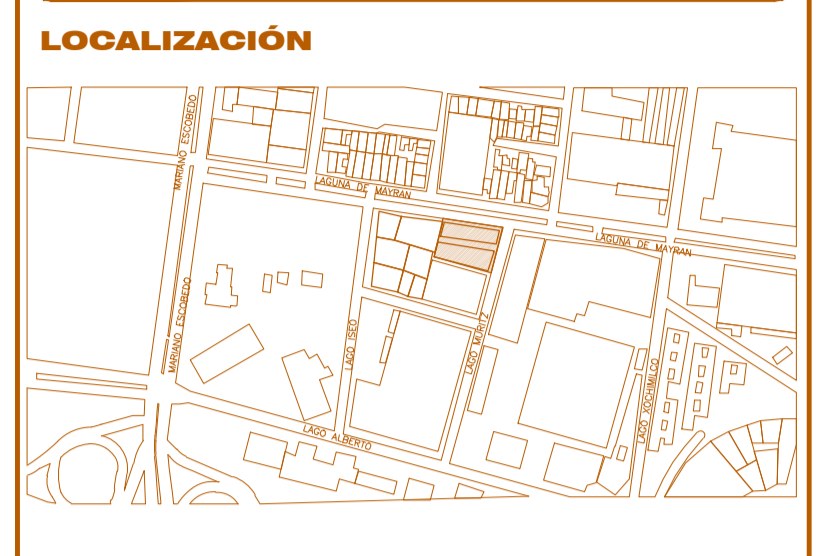 LOCALIZACIÓN
MARIANO ESCOBEDO
LAGUNA DE MAYRAN
LAGUNA DE MAYRAN
MARIANO ESCOBEDO
LAGO ISEO
LAGO MURITZ
LAGO XOCHIMILCO
LAGO ALBERTO